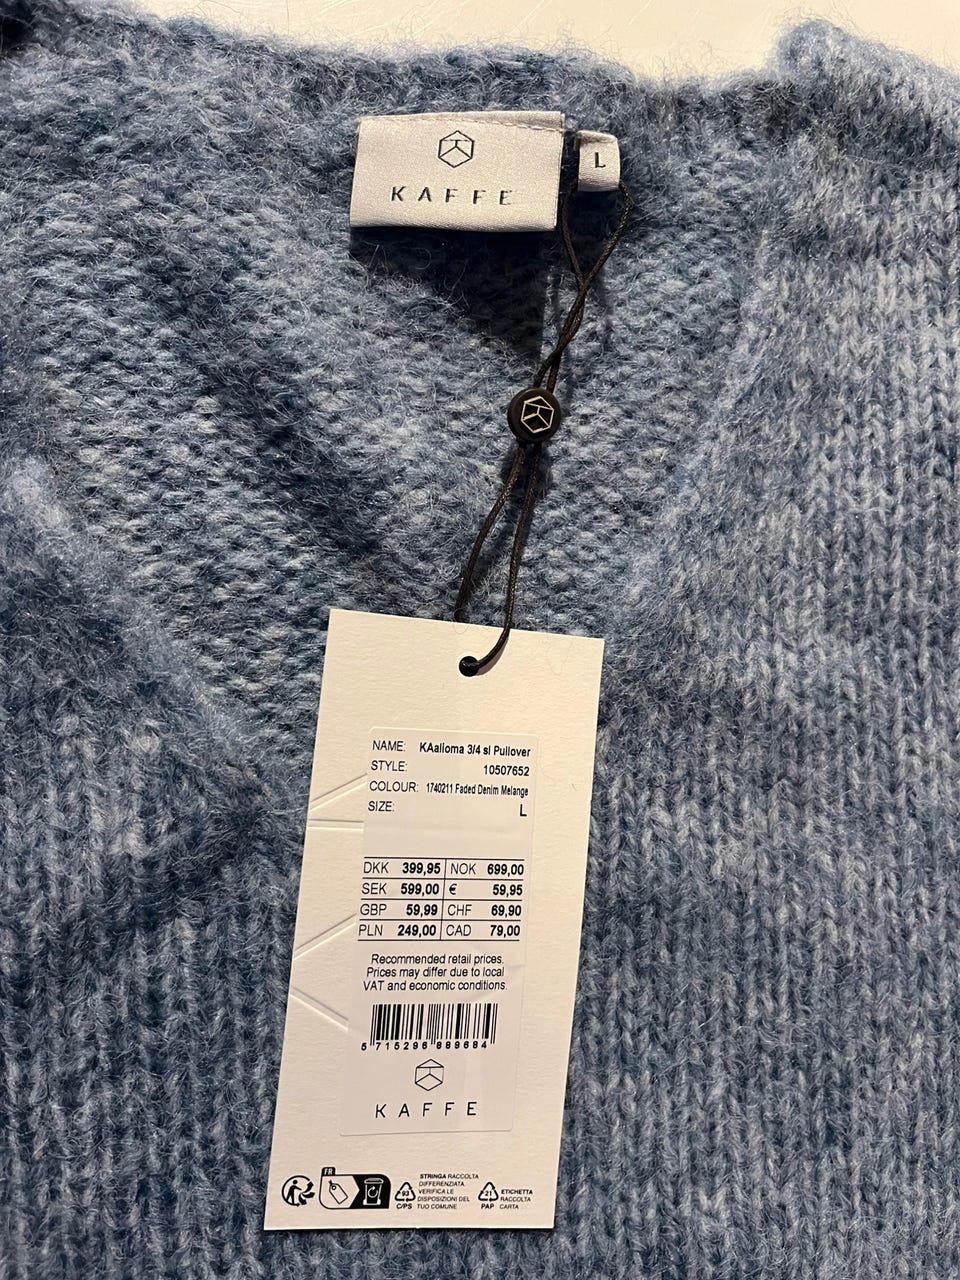 KAFFE
L
NAME: KAalioma 3/4 sl Pullover
STYLE: 10507652
COLOUR: 1740211 Faded Denim Melange
SIZE: L
DKK 399,95 NOK 699,00
SEK 599,00 € 59,95
GBP 59,99 CHF 69,90
PLN 249,00 CAD 79,00
Recommended retail prices.
Prices may differ due to local
VAT and economic conditions.
5 715296 889684
KAFFE
FR
93
C/PS
STRINGA RACCOLTA
DIFFERENZIATA.
VERIFICA LE
DISPOSIZIONI DEL
TUO COMUNE
21
PAP
ETICHETTA
RACCOLTA
CARTA